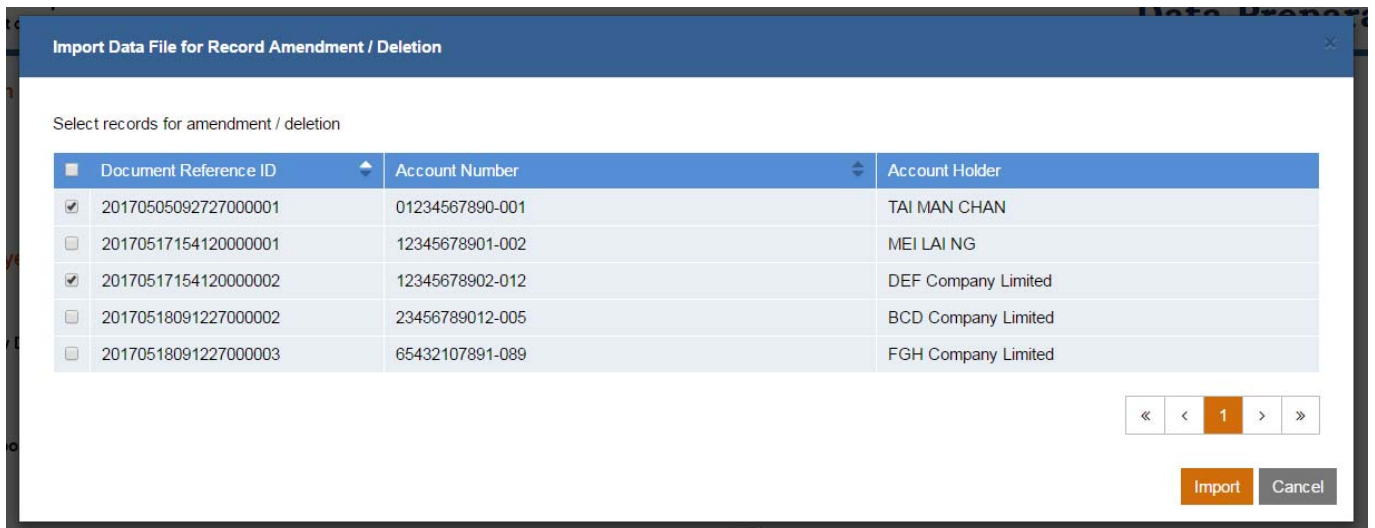 Data Prepara
Import Data File for Record Amendment / Deletion ×
Select records for amendment / deletion
Document Reference ID Account Number Account Holder
20170505092727000001 01234567890-001 TAI MAN CHAN
20170517154120000001 12345678901-002 MEI LAI NG
20170517154120000002 12345678902-012 DEF Company Limited
20170518091227000002 23456789012-005 BCD Company Limited
20170518091227000003 65432107891-089 FGH Company Limited
« < 1 > »
Import Cancel